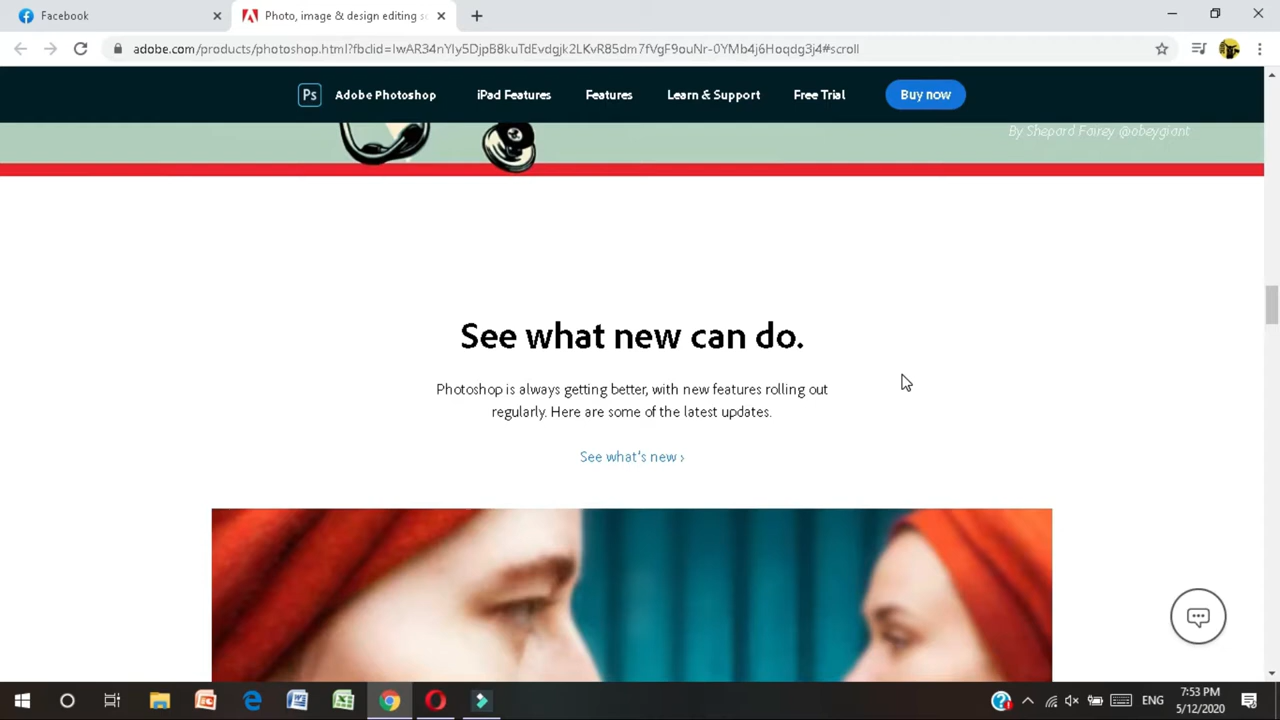 Facebook
Photo, image & design editing so
adobe.com/products/photoshop.html?fbclid=IwAR34nYIy5DjpB8kuTdEvdgjk2LKvR85dm7fVgF9ouNr-0YMb4j6Hoqdg3j4#scroll
Ps Adobe Photoshop iPad Features Features Learn & Support Free Trial Buy now
By Shepard Fairey @obeygiant
See what new can do.
Photoshop is always getting better, with new features rolling out
regularly. Here are some of the latest updates.
See what's new ›
ENG
7:53 PM
5/12/2020